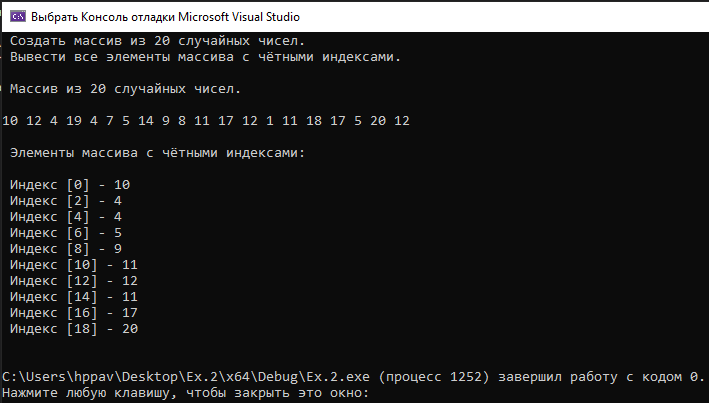 Выбрать Консоль отладки Microsoft Visual Studio
Создать массив из 20 случайных чисел.
Вывести все элементы массива с чётными индексами.
Массив из 20 случайных чисел.
10 12 4 19 4 7 5 14 9 8 11 17 12 1 11 18 17 5 20 12
Элементы массива с чётными индексами:
Индекс [0] - 10
Индекс [2] - 4
Индекс [4] - 4
Индекс [6] - 5
Индекс [8] - 9
Индекс [10] - 11
Индекс [12] - 12
Индекс [14] - 11
Индекс [16] - 17
Индекс [18] - 20
C:\Users\hppav\Desktop\Ex.2\x64\Debug\Ex.2.exe (процесс 1252) завершил работу с кодом 0.
Нажмите любую клавишу, чтобы закрыть это окно: